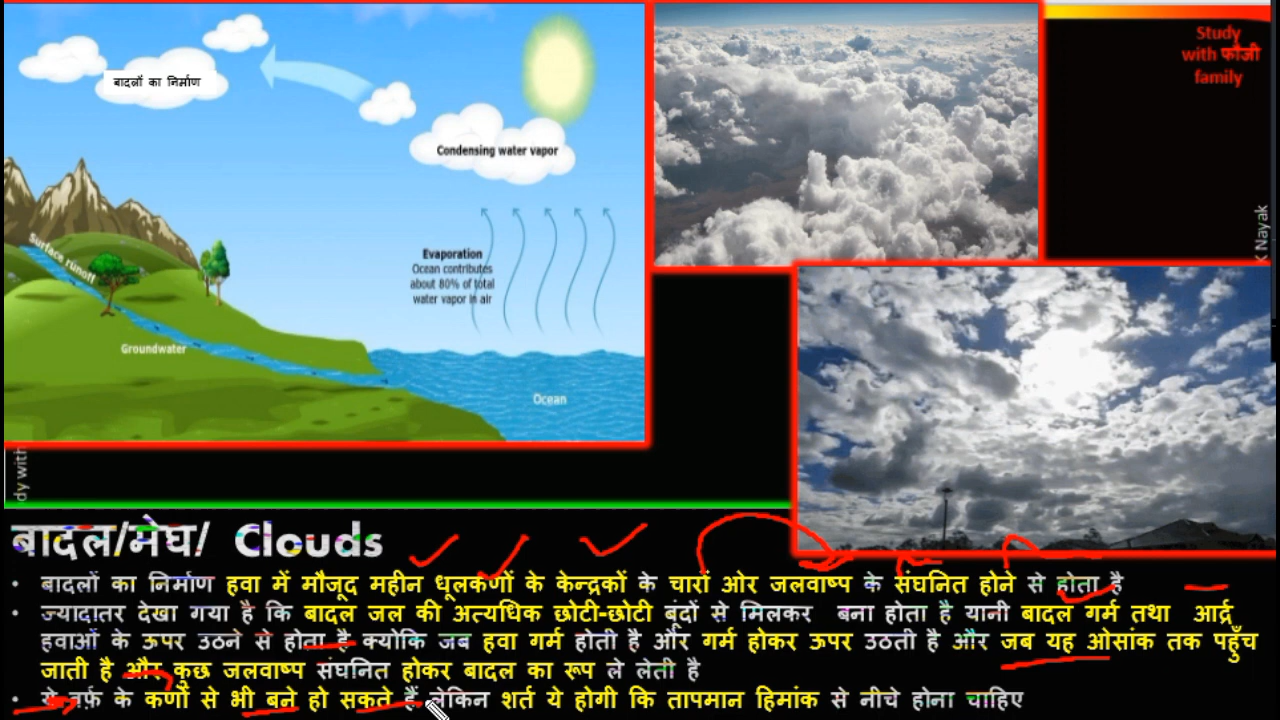 बादलों का निर्माण
Condensing water vapor
Evaporation
Ocean contributes
about 80% of total
water vapor in air
Surface runoff
Groundwater
Ocean
Study
with फौजी
family
K Nayak
dy with
बादल/मेघ/ Clouds
• बादलों का निर्माण हवा में मौजूद महीन धूलकणों के केन्द्रकों के चारों ओर जलवाष्प के संघनित होने से होता है
• ज्यादातर देखा गया है कि बादल जल की अत्यधिक छोटी-छोटी बूंदों से मिलकर बना होता है यानी बादल गर्म तथा आर्द्र
हवाओं के ऊपर उठने से होता है क्योकि जब हवा गर्म होती है और गर्म होकर ऊपर उठती है और जब यह ओसांक तक पहुँच
जाती है और कुछ जलवाष्प संघनित होकर बादल का रूप ले लेती है
• ये बर्फ़ के कणों से भी बने हो सकते हैं लेकिन शर्त ये होगी कि तापमान हिमांक से नीचे होना चाहिए